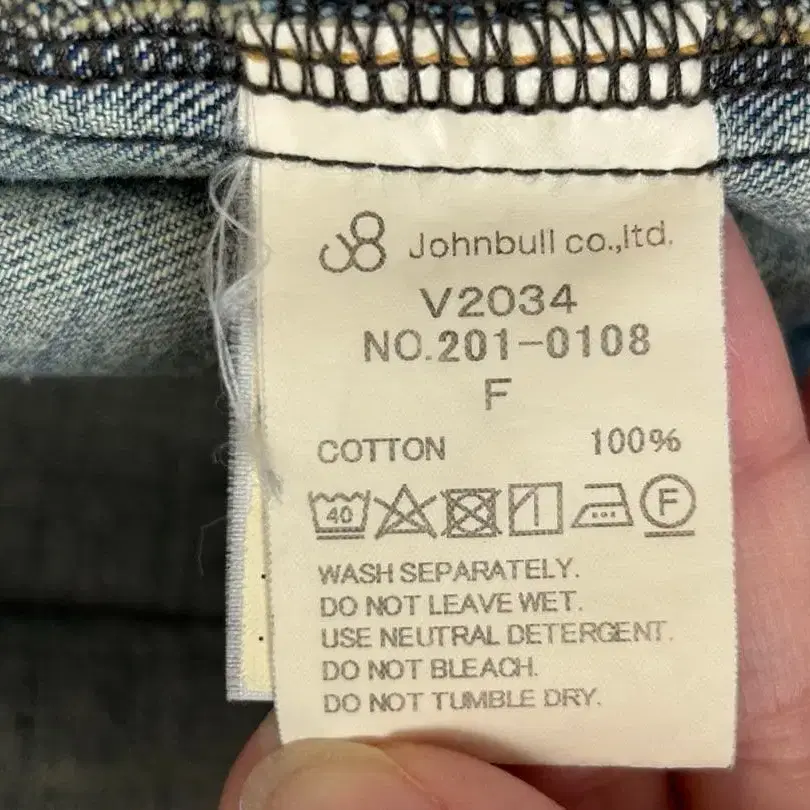 Johnbull co.,ltd.
V2034
NO.201-0108
F
COTTON 100%
40 F
WASH SEPARATELY.
DO NOT LEAVE WET.
USE NEUTRAL DETERGENT.
DO NOT BLEACH.
DO NOT TUMBLE DRY.